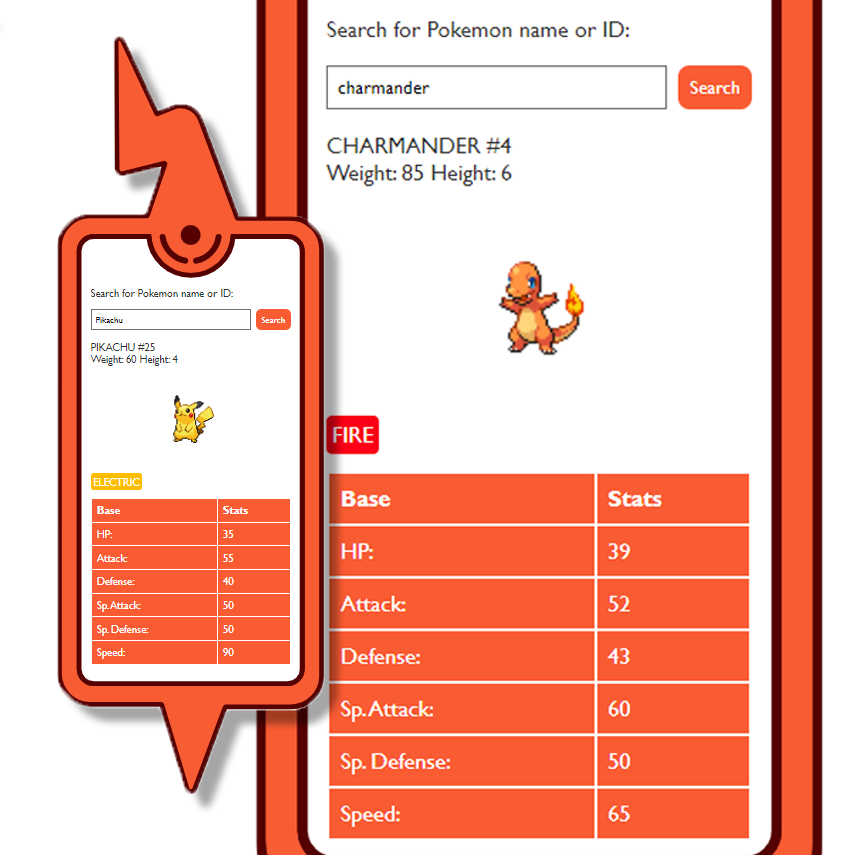 Search for Pokemon name or ID:
Pikachu Search
PIKACHU #25
Weight: 60 Height: 4
ELECTRIC
Base Stats
HP: 35
Attack: 55
Defense: 40
Sp. Attack: 50
Sp. Defense: 50
Speed: 90
Search for Pokemon name or ID:
charmander Search
CHARMANDER #4
Weight: 85 Height: 6
FIRE
Base Stats
HP: 39
Attack: 52
Defense: 43
Sp. Attack: 60
Sp. Defense: 50
Speed: 65